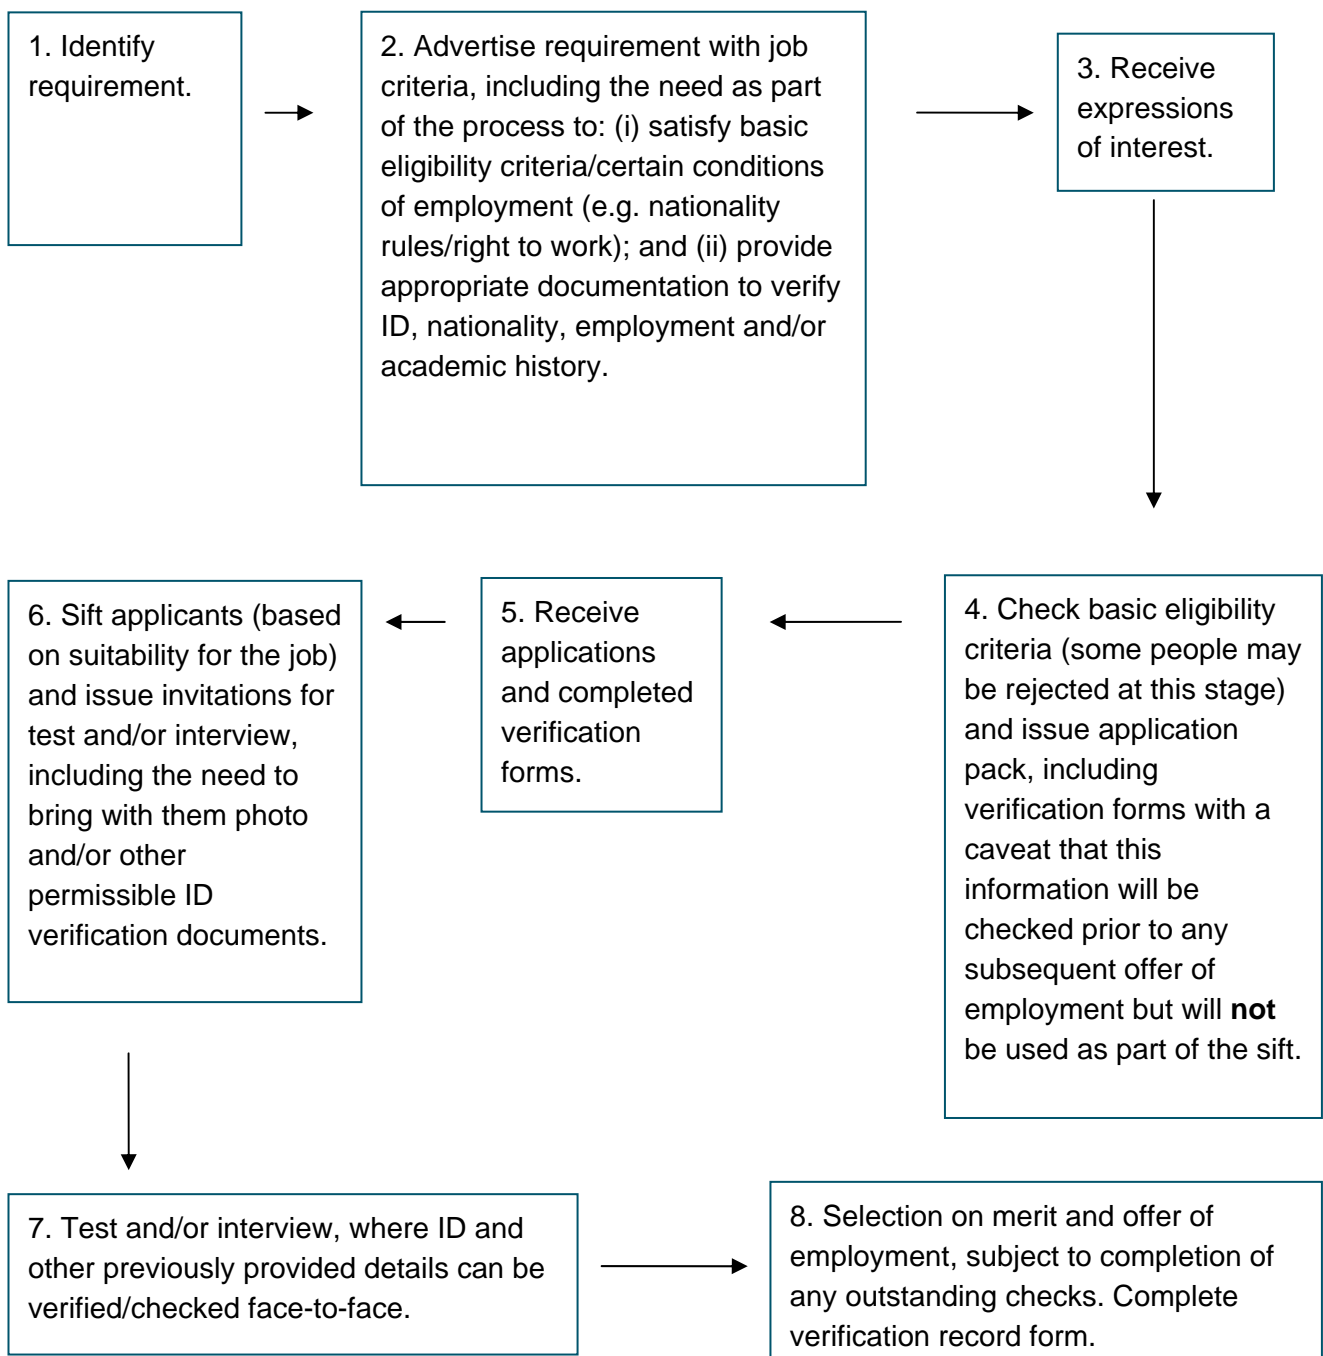 1. Identify
requirement.
2. Advertise requirement with job
criteria, including the need as part
of the process to: (i) satisfy basic
eligibility criteria/certain conditions
of employment (e.g. nationality
rules/right to work); and (ii) provide
appropriate documentation to verify
ID, nationality, employment and/or
academic history.
3. Receive
expressions
of interest.
4. Check basic eligibility
criteria (some people may
be rejected at this stage)
and issue application
pack, including
verification forms with a
caveat that this
information will be
checked prior to any
subsequent offer of
employment but will not
be used as part of the sift.
5. Receive
applications
and completed
verification
forms.
6. Sift applicants (based
on suitability for the job)
and issue invitations for
test and/or interview,
including the need to
bring with them photo
and/or other
permissible ID
verification documents.
7. Test and/or interview, where ID and
other previously provided details can be
verified/checked face-to-face.
8. Selection on merit and offer of
employment, subject to completion of
any outstanding checks. Complete
verification record form.